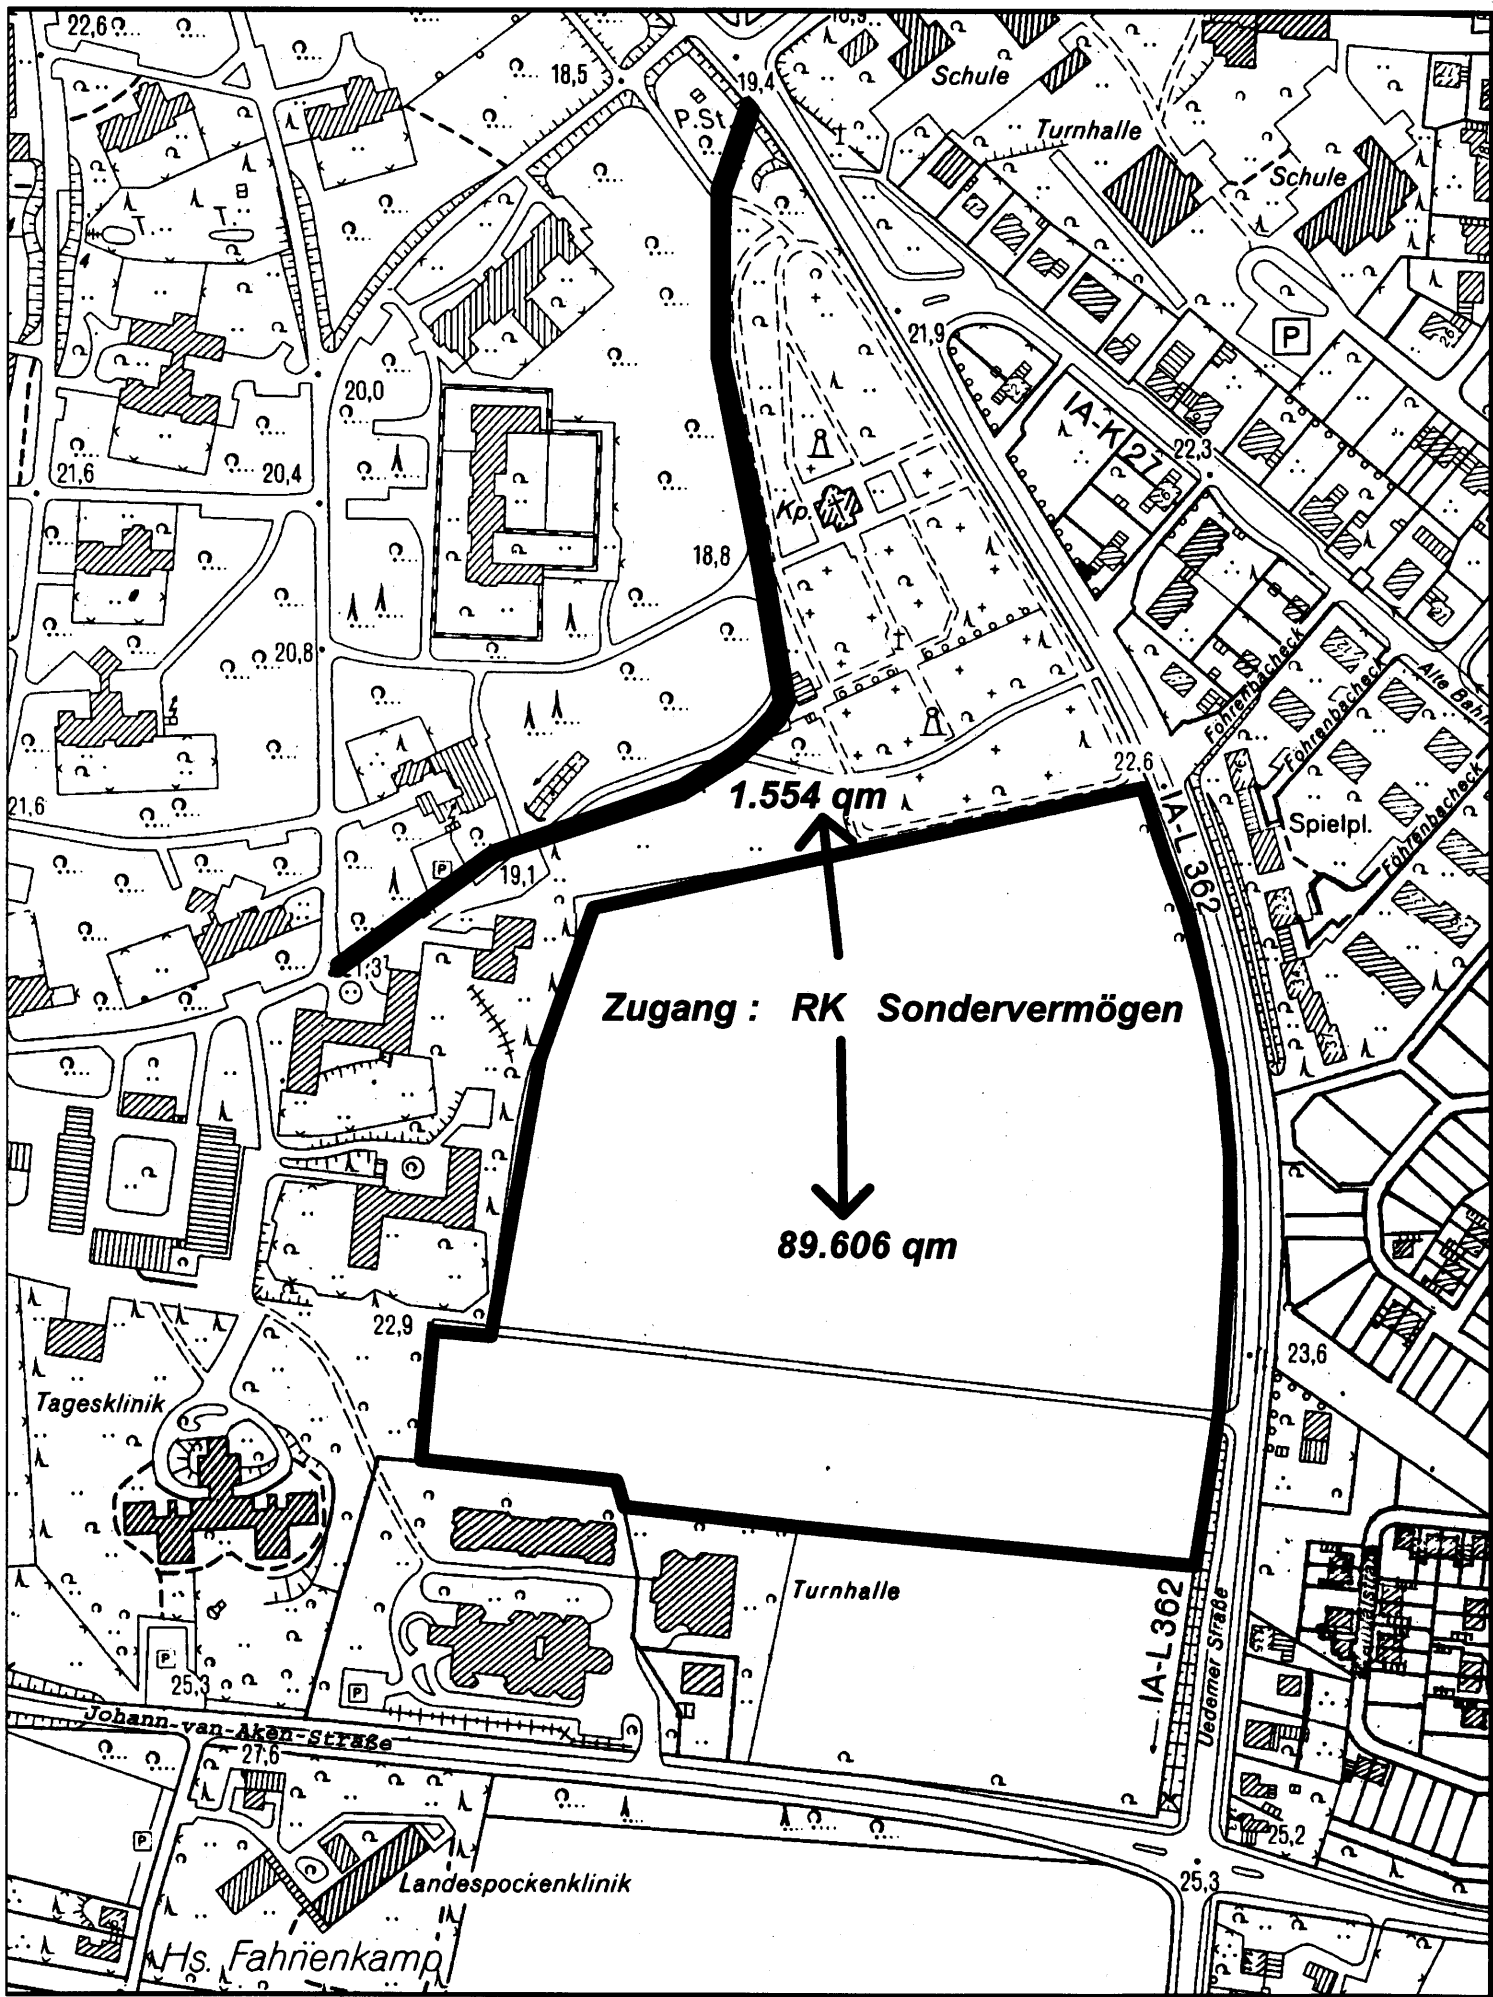 22,6
18,5
19,4
P.St.
Schule
Turnhalle
Schule
T.
T.
P
21,9
20,0
IA-K 27
22,3
21,6
20,4
Kp.
18,8
20,8
Föhrenbacheck
Föhrenbacheck
Alte Bahn
22,6
21,6
1.554 qm
Spielpl.
Föhrenbacheck
IA-L 362
P
19,1
21,3
Zugang : RK Sondervermögen
89.606 qm
22,9
23,6
Tagesklinik
Turnhalle
IA-L362
Uedemer Straße
P
25,3
P
Johann-van-Aken-Straße
27,6
P
25,2
25,3
Landespockenklinik
Hs. Fahnenkamp